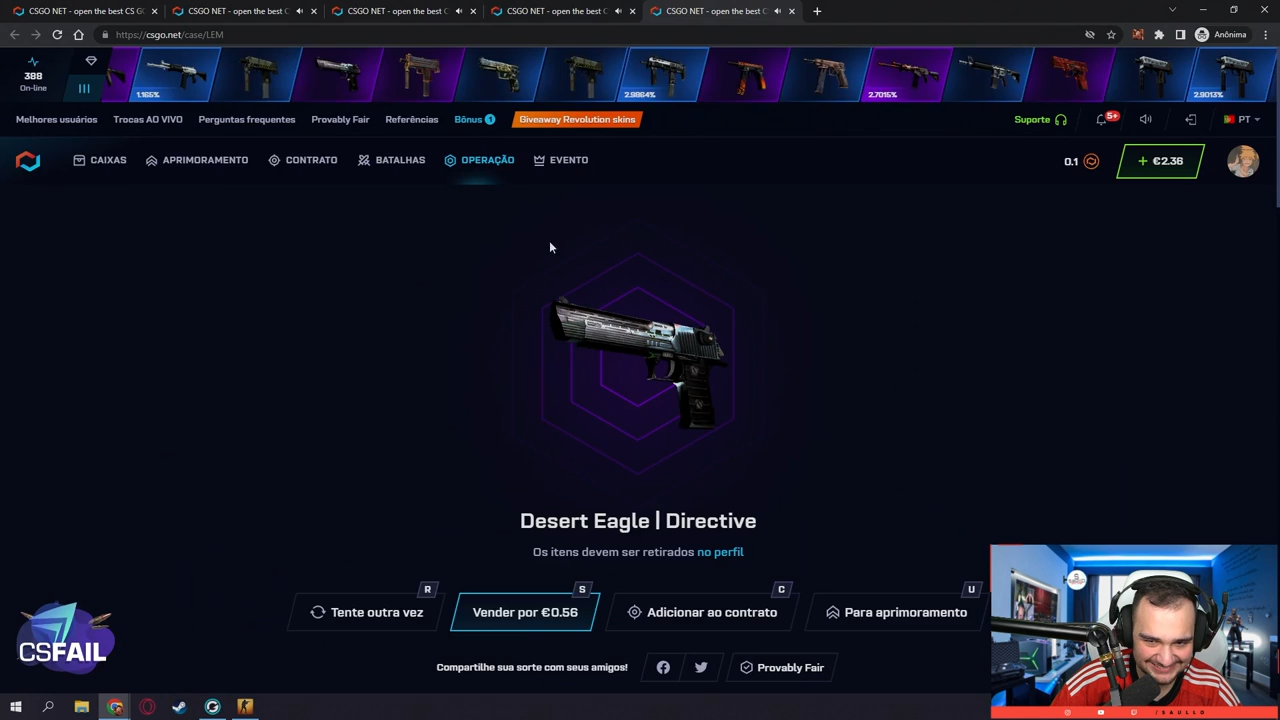 CSGO NET - open the best CS GO
CSGO NET - open the best C
CSGO NET - open the best C
CSGO NET - open the best C
CSGO NET - open the best C
https://csgo.net/case/LEM
Anônima
388
On-line
1.165%
2.9864%
2.7015%
2.9013%
Melhores usuários
Trocas AO VIVO
Perguntas frequentes
Provably Fair
Referências
Bônus 1
Giveaway Revolution skins
Suporte
5+
PT
CAIXAS
APRIMORAMENTO
CONTRATO
BATALHAS
OPERAÇÃO
EVENTO
0.1
+ €2.36
Desert Eagle | Directive
Os itens devem ser retirados no perfil
R
Tente outra vez
S
Vender por €0.56
C
Adicionar ao contrato
U
Para aprimoramento
Compartilhe sua sorte com seus amigos!
Provably Fair
CSFAIL
/SAULLO